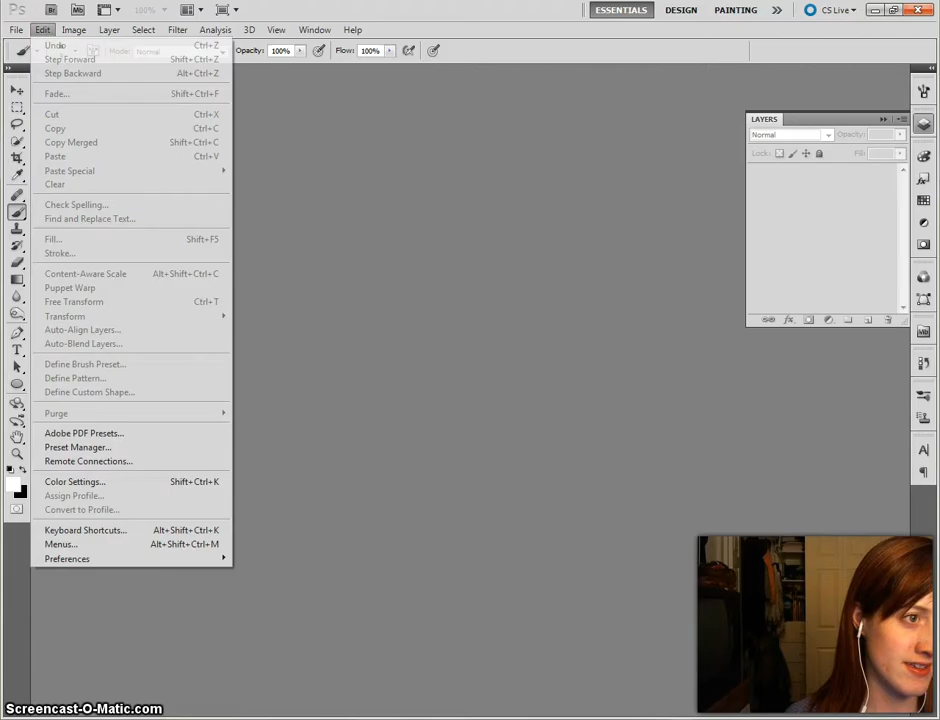 Ps Br Mb 100% ESSENTIALS DESIGN PAINTING CS Live
File Edit Image Layer Select Filter Analysis 3D View Window Help
Mode: Normal Opacity: 100% Flow: 100%
Undo Ctrl+Z
Step Forward Shift+Ctrl+Z
Step Backward Alt+Ctrl+Z
Fade... Shift+Ctrl+F
Cut Ctrl+X
Copy Ctrl+C
Copy Merged Shift+Ctrl+C
Paste Ctrl+V
Paste Special
Clear
Check Spelling...
Find and Replace Text...
Fill... Shift+F5
Stroke...
Content-Aware Scale Alt+Shift+Ctrl+C
Puppet Warp
Free Transform Ctrl+T
Transform
Auto-Align Layers...
Auto-Blend Layers...
Define Brush Preset...
Define Pattern...
Define Custom Shape...
Purge
Adobe PDF Presets...
Preset Manager...
Remote Connections...
Color Settings... Shift+Ctrl+K
Assign Profile...
Convert to Profile...
Keyboard Shortcuts... Alt+Shift+Ctrl+K
Menus... Alt+Shift+Ctrl+M
Preferences
LAYERS
Normal Opacity:
Lock: Fill:
Screencast-O-Matic.com